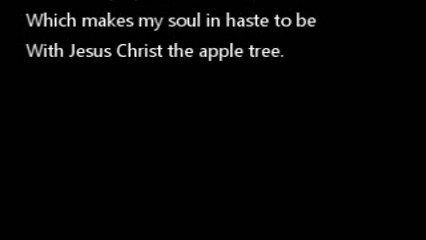 Which makes my soul in haste to be
With Jesus Christ the apple tree.